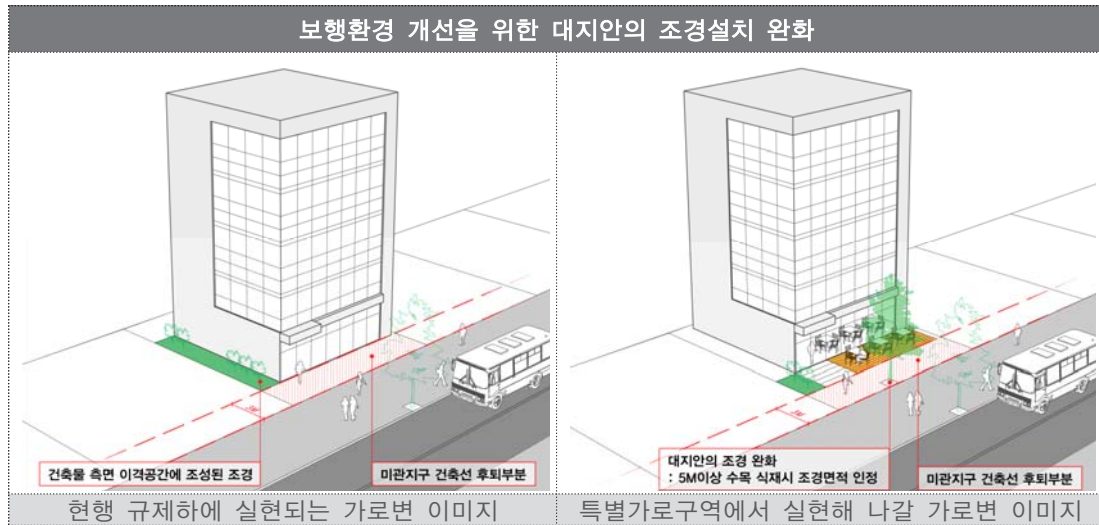 보행환경 개선을 위한 대지안의 조경설치 완화
3M
건축물 측면 이격공간에 조성된 조경
미관지구 건축선 후퇴부분
3M
대지안의 조경 완화
: 5M이상 수목 식재시 조경면적 인정
미관지구 건축선 후퇴부분
현행 규제하에 실현되는 가로변 이미지
특별가로구역에서 실현해 나갈 가로변 이미지